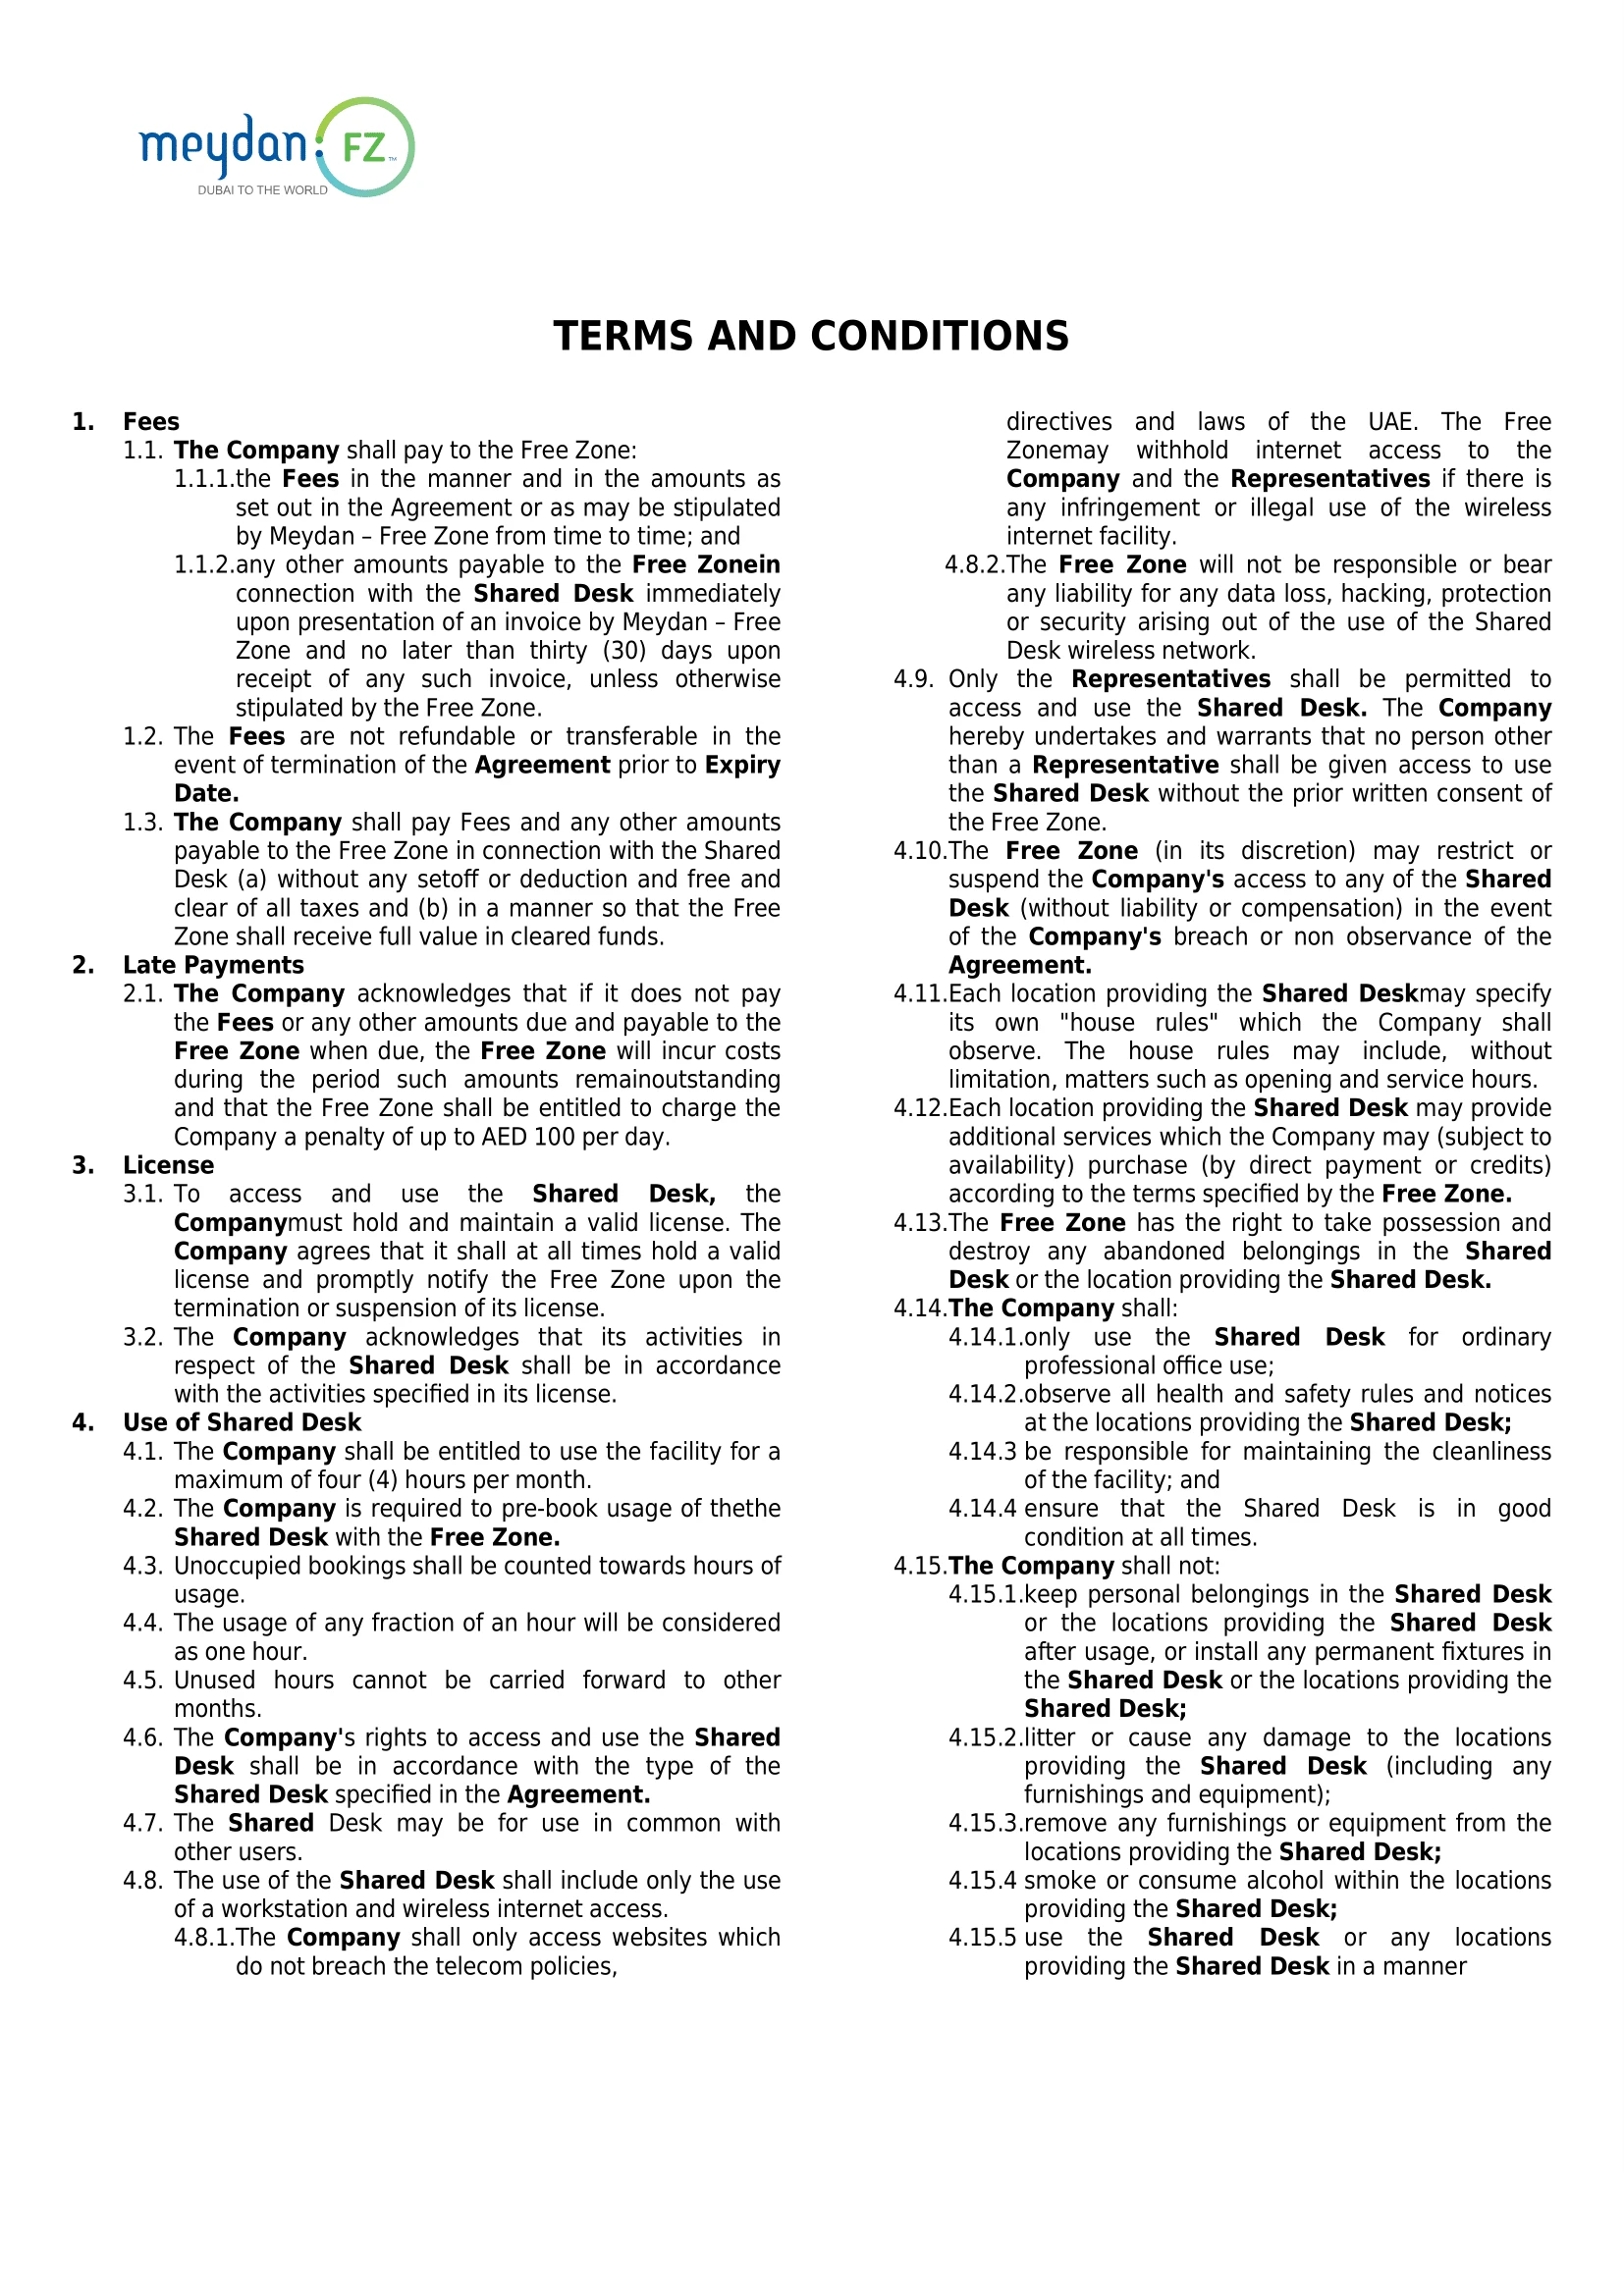 meydan FZ™
DUBAI TO THE WORLD
TERMS AND CONDITIONS
1. Fees
1.1. The Company shall pay to the Free Zone:
1.1.1.the Fees in the manner and in the amounts as
set out in the Agreement or as may be stipulated
by Meydan – Free Zone from time to time; and
1.1.2.any other amounts payable to the Free Zonein
connection with the Shared Desk immediately
upon presentation of an invoice by Meydan – Free
Zone and no later than thirty (30) days upon
receipt of any such invoice, unless otherwise
stipulated by the Free Zone.
1.2. The Fees are not refundable or transferable in the
event of termination of the Agreement prior to Expiry
Date.
1.3. The Company shall pay Fees and any other amounts
payable to the Free Zone in connection with the Shared
Desk (a) without any setoff or deduction and free and
clear of all taxes and (b) in a manner so that the Free
Zone shall receive full value in cleared funds.
2. Late Payments
2.1. The Company acknowledges that if it does not pay
the Fees or any other amounts due and payable to the
Free Zone when due, the Free Zone will incur costs
during the period such amounts remainoutstanding
and that the Free Zone shall be entitled to charge the
Company a penalty of up to AED 100 per day.
3. License
3.1. To access and use the Shared Desk, the
Companymust hold and maintain a valid license. The
Company agrees that it shall at all times hold a valid
license and promptly notify the Free Zone upon the
termination or suspension of its license.
3.2. The Company acknowledges that its activities in
respect of the Shared Desk shall be in accordance
with the activities specified in its license.
4. Use of Shared Desk
4.1. The Company shall be entitled to use the facility for a
maximum of four (4) hours per month.
4.2. The Company is required to pre-book usage of thethe
Shared Desk with the Free Zone.
4.3. Unoccupied bookings shall be counted towards hours of
usage.
4.4. The usage of any fraction of an hour will be considered
as one hour.
4.5. Unused hours cannot be carried forward to other
months.
4.6. The Company's rights to access and use the Shared
Desk shall be in accordance with the type of the
Shared Desk specified in the Agreement.
4.7. The Shared Desk may be for use in common with
other users.
4.8. The use of the Shared Desk shall include only the use
of a workstation and wireless internet access.
4.8.1.The Company shall only access websites which
do not breach the telecom policies,
directives and laws of the UAE. The Free
Zonemay withhold internet access to the
Company and the Representatives if there is
any infringement or illegal use of the wireless
internet facility.
4.8.2.The Free Zone will not be responsible or bear
any liability for any data loss, hacking, protection
or security arising out of the use of the Shared
Desk wireless network.
4.9. Only the Representatives shall be permitted to
access and use the Shared Desk. The Company
hereby undertakes and warrants that no person other
than a Representative shall be given access to use
the Shared Desk without the prior written consent of
the Free Zone.
4.10.The Free Zone (in its discretion) may restrict or
suspend the Company's access to any of the Shared
Desk (without liability or compensation) in the event
of the Company's breach or non observance of the
Agreement.
4.11.Each location providing the Shared Deskmay specify
its own "house rules" which the Company shall
observe. The house rules may include, without
limitation, matters such as opening and service hours.
4.12.Each location providing the Shared Desk may provide
additional services which the Company may (subject to
availability) purchase (by direct payment or credits)
according to the terms specified by the Free Zone.
4.13.The Free Zone has the right to take possession and
destroy any abandoned belongings in the Shared
Desk or the location providing the Shared Desk.
4.14.The Company shall:
4.14.1.only use the Shared Desk for ordinary
professional office use;
4.14.2.observe all health and safety rules and notices
at the locations providing the Shared Desk;
4.14.3 be responsible for maintaining the cleanliness
of the facility; and
4.14.4 ensure that the Shared Desk is in good
condition at all times.
4.15.The Company shall not:
4.15.1.keep personal belongings in the Shared Desk
or the locations providing the Shared Desk
after usage, or install any permanent fixtures in
the Shared Desk or the locations providing the
Shared Desk;
4.15.2.litter or cause any damage to the locations
providing the Shared Desk (including any
furnishings and equipment);
4.15.3.remove any furnishings or equipment from the
locations providing the Shared Desk;
4.15.4 smoke or consume alcohol within the locations
providing the Shared Desk;
4.15.5 use the Shared Desk or any locations
providing the Shared Desk in a manner